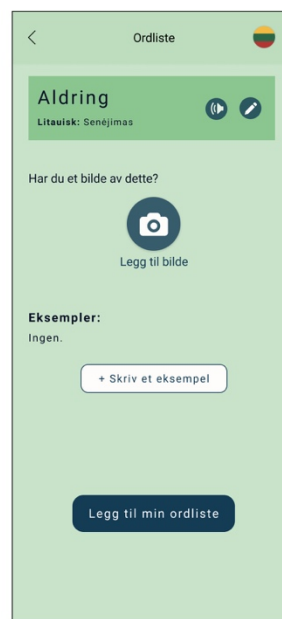 Ordliste
Aldring
Litauisk: Senėjimas
Har du et bilde av dette?
Legg til bilde
Eksempler:
Ingen.
+ Skriv et eksempel
Legg til min ordliste